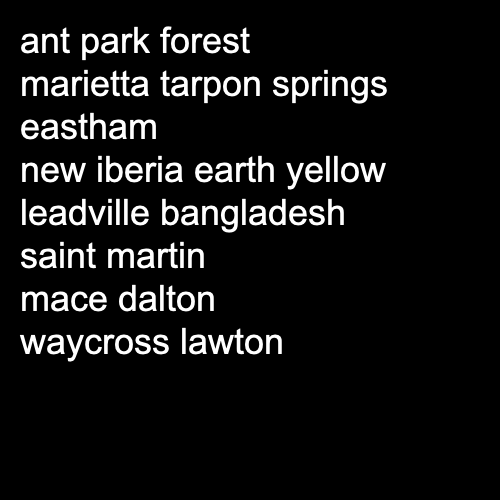 ant park forest
marietta tarpon springs
eastham
new iberia earth yellow
leadville bangladesh
saint martin
mace dalton
waycross lawton